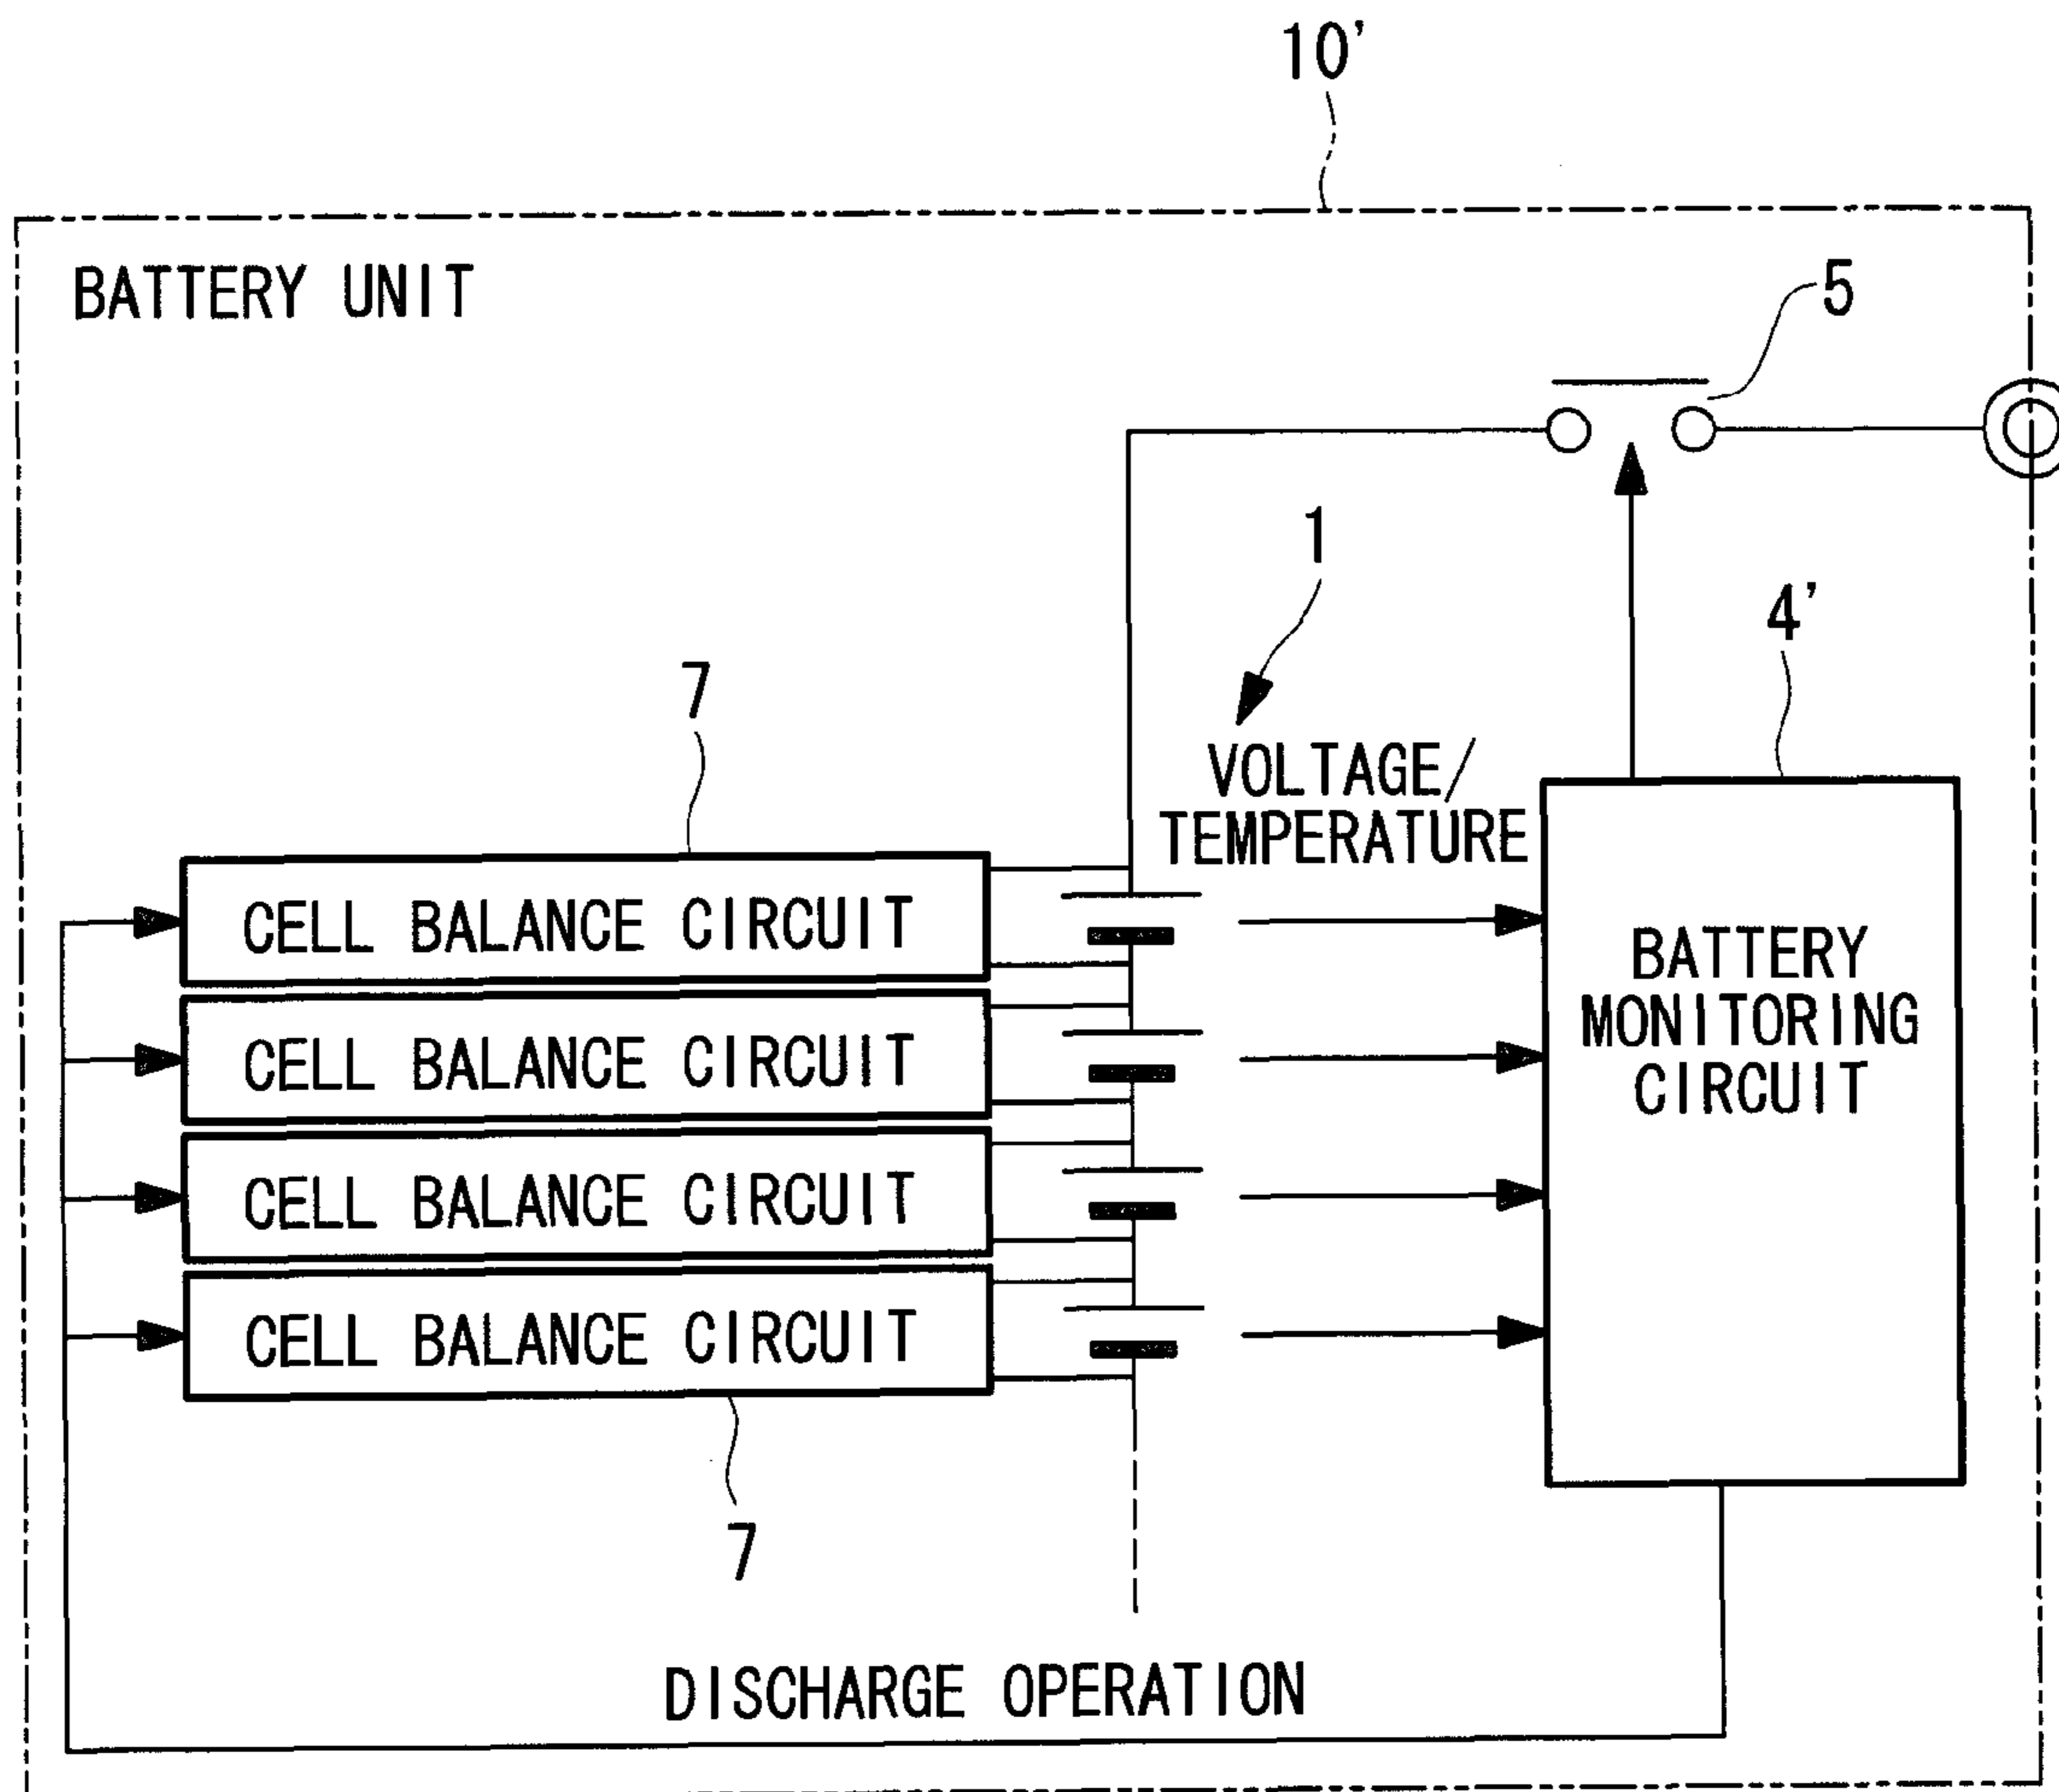 10'
BATTERY UNIT
5
1
4'
7
VOLTAGE/
TEMPERATURE
CELL BALANCE CIRCUIT
CELL BALANCE CIRCUIT
CELL BALANCE CIRCUIT
CELL BALANCE CIRCUIT
BATTERY
MONITORING
CIRCUIT
7
DISCHARGE OPERATION